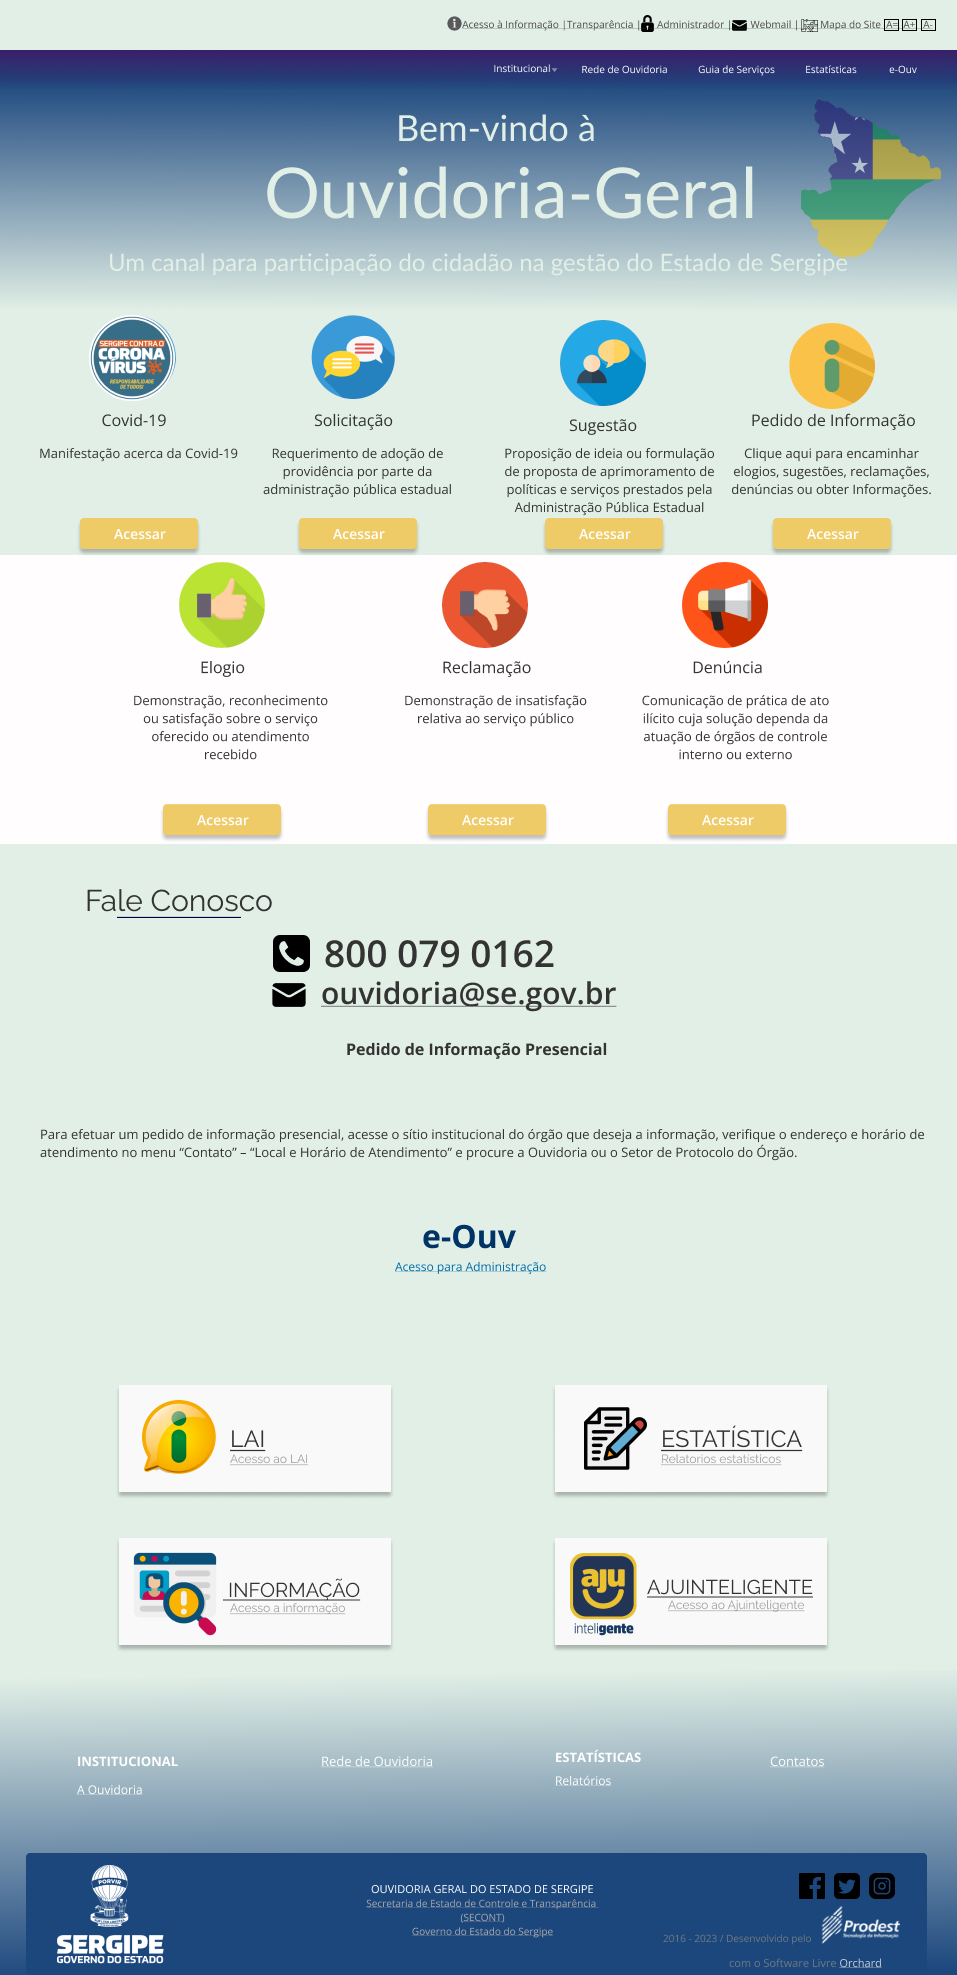 Acesso à Informação |Transparência | Administrador | Webmail | Mapa do Site A= A+ A-
Institucional Rede de Ouvidoria Guia de Serviços Estatísticas e-Ouv
Bem-vindo à
Ouvidoria-Geral
Um canal para participação do cidadão na gestão do Estado de Sergipe
SERGIPE CONTRA O
CORONA
VÍRUS
RESPONSABILIDADE
DE TODOS!
Covid-19
Manifestação acerca da Covid-19
Acessar
Solicitação
Requerimento de adoção de
providência por parte da
administração pública estadual
Acessar
Sugestão
Proposição de ideia ou formulação
de proposta de aprimoramento de
políticas e serviços prestados pela
Administração Pública Estadual
Acessar
Pedido de Informação
Clique aqui para encaminhar
elogios, sugestões, reclamações,
denúncias ou obter Informações.
Acessar
Elogio
Demonstração, reconhecimento
ou satisfação sobre o serviço
oferecido ou atendimento
recebido
Acessar
Reclamação
Demonstração de insatisfação
relativa ao serviço público
Acessar
Denúncia
Comunicação de prática de ato
ilícito cuja solução dependa da
atuação de órgãos de controle
interno ou externo
Acessar
Fale Conosco
800 079 0162
ouvidoria@se.gov.br
Pedido de Informação Presencial
Para efetuar um pedido de informação presencial, acesse o sítio institucional do órgão que deseja a informação, verifique o endereço e horário de
atendimento no menu “Contato” – “Local e Horário de Atendimento” e procure a Ouvidoria ou o Setor de Protocolo do Órgão.
e-Ouv
Acesso para Administração
LAI
Acesso ao LAI
ESTATÍSTICA
Relatorios estatisticos
INFORMAÇÃO
Acesso a informação
aju
inteligente
AJUINTELIGENTE
Acesso ao Ajuinteligente
INSTITUCIONAL
A Ouvidoria
Rede de Ouvidoria
ESTATÍSTICAS
Relatórios
Contatos
PORVIR
SERGIPE
GOVERNO DO ESTADO
OUVIDORIA GERAL DO ESTADO DE SERGIPE
Secretaria de Estado de Controle e Transparência
(SECONT)
Governo do Estado do Sergipe
2016 - 2023 / Desenvolvido pelo
Prodest
Tecnologia da Informação
com o Software Livre Orchard